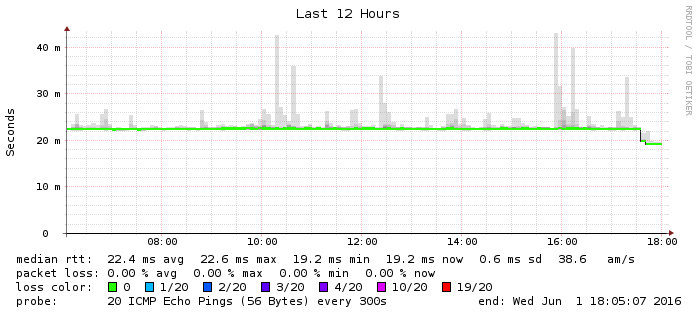 Last 12 Hours
RRDTOOL / TOBI OETIKER
Seconds
40 m
30 m
20 m
10 m
0
08:00 10:00 12:00 14:00 16:00 18:00
median rtt: 22.4 ms avg 22.6 ms max 19.2 ms min 19.2 ms now 0.6 ms sd 38.6 am/s
packet loss: 0.00 % avg 0.00 % max 0.00 % min 0.00 % now
loss color: 0 1/20 2/20 3/20 4/20 10/20 19/20
probe: 20 ICMP Echo Pings (56 Bytes) every 300s end: Wed Jun 1 18:05:07 2016